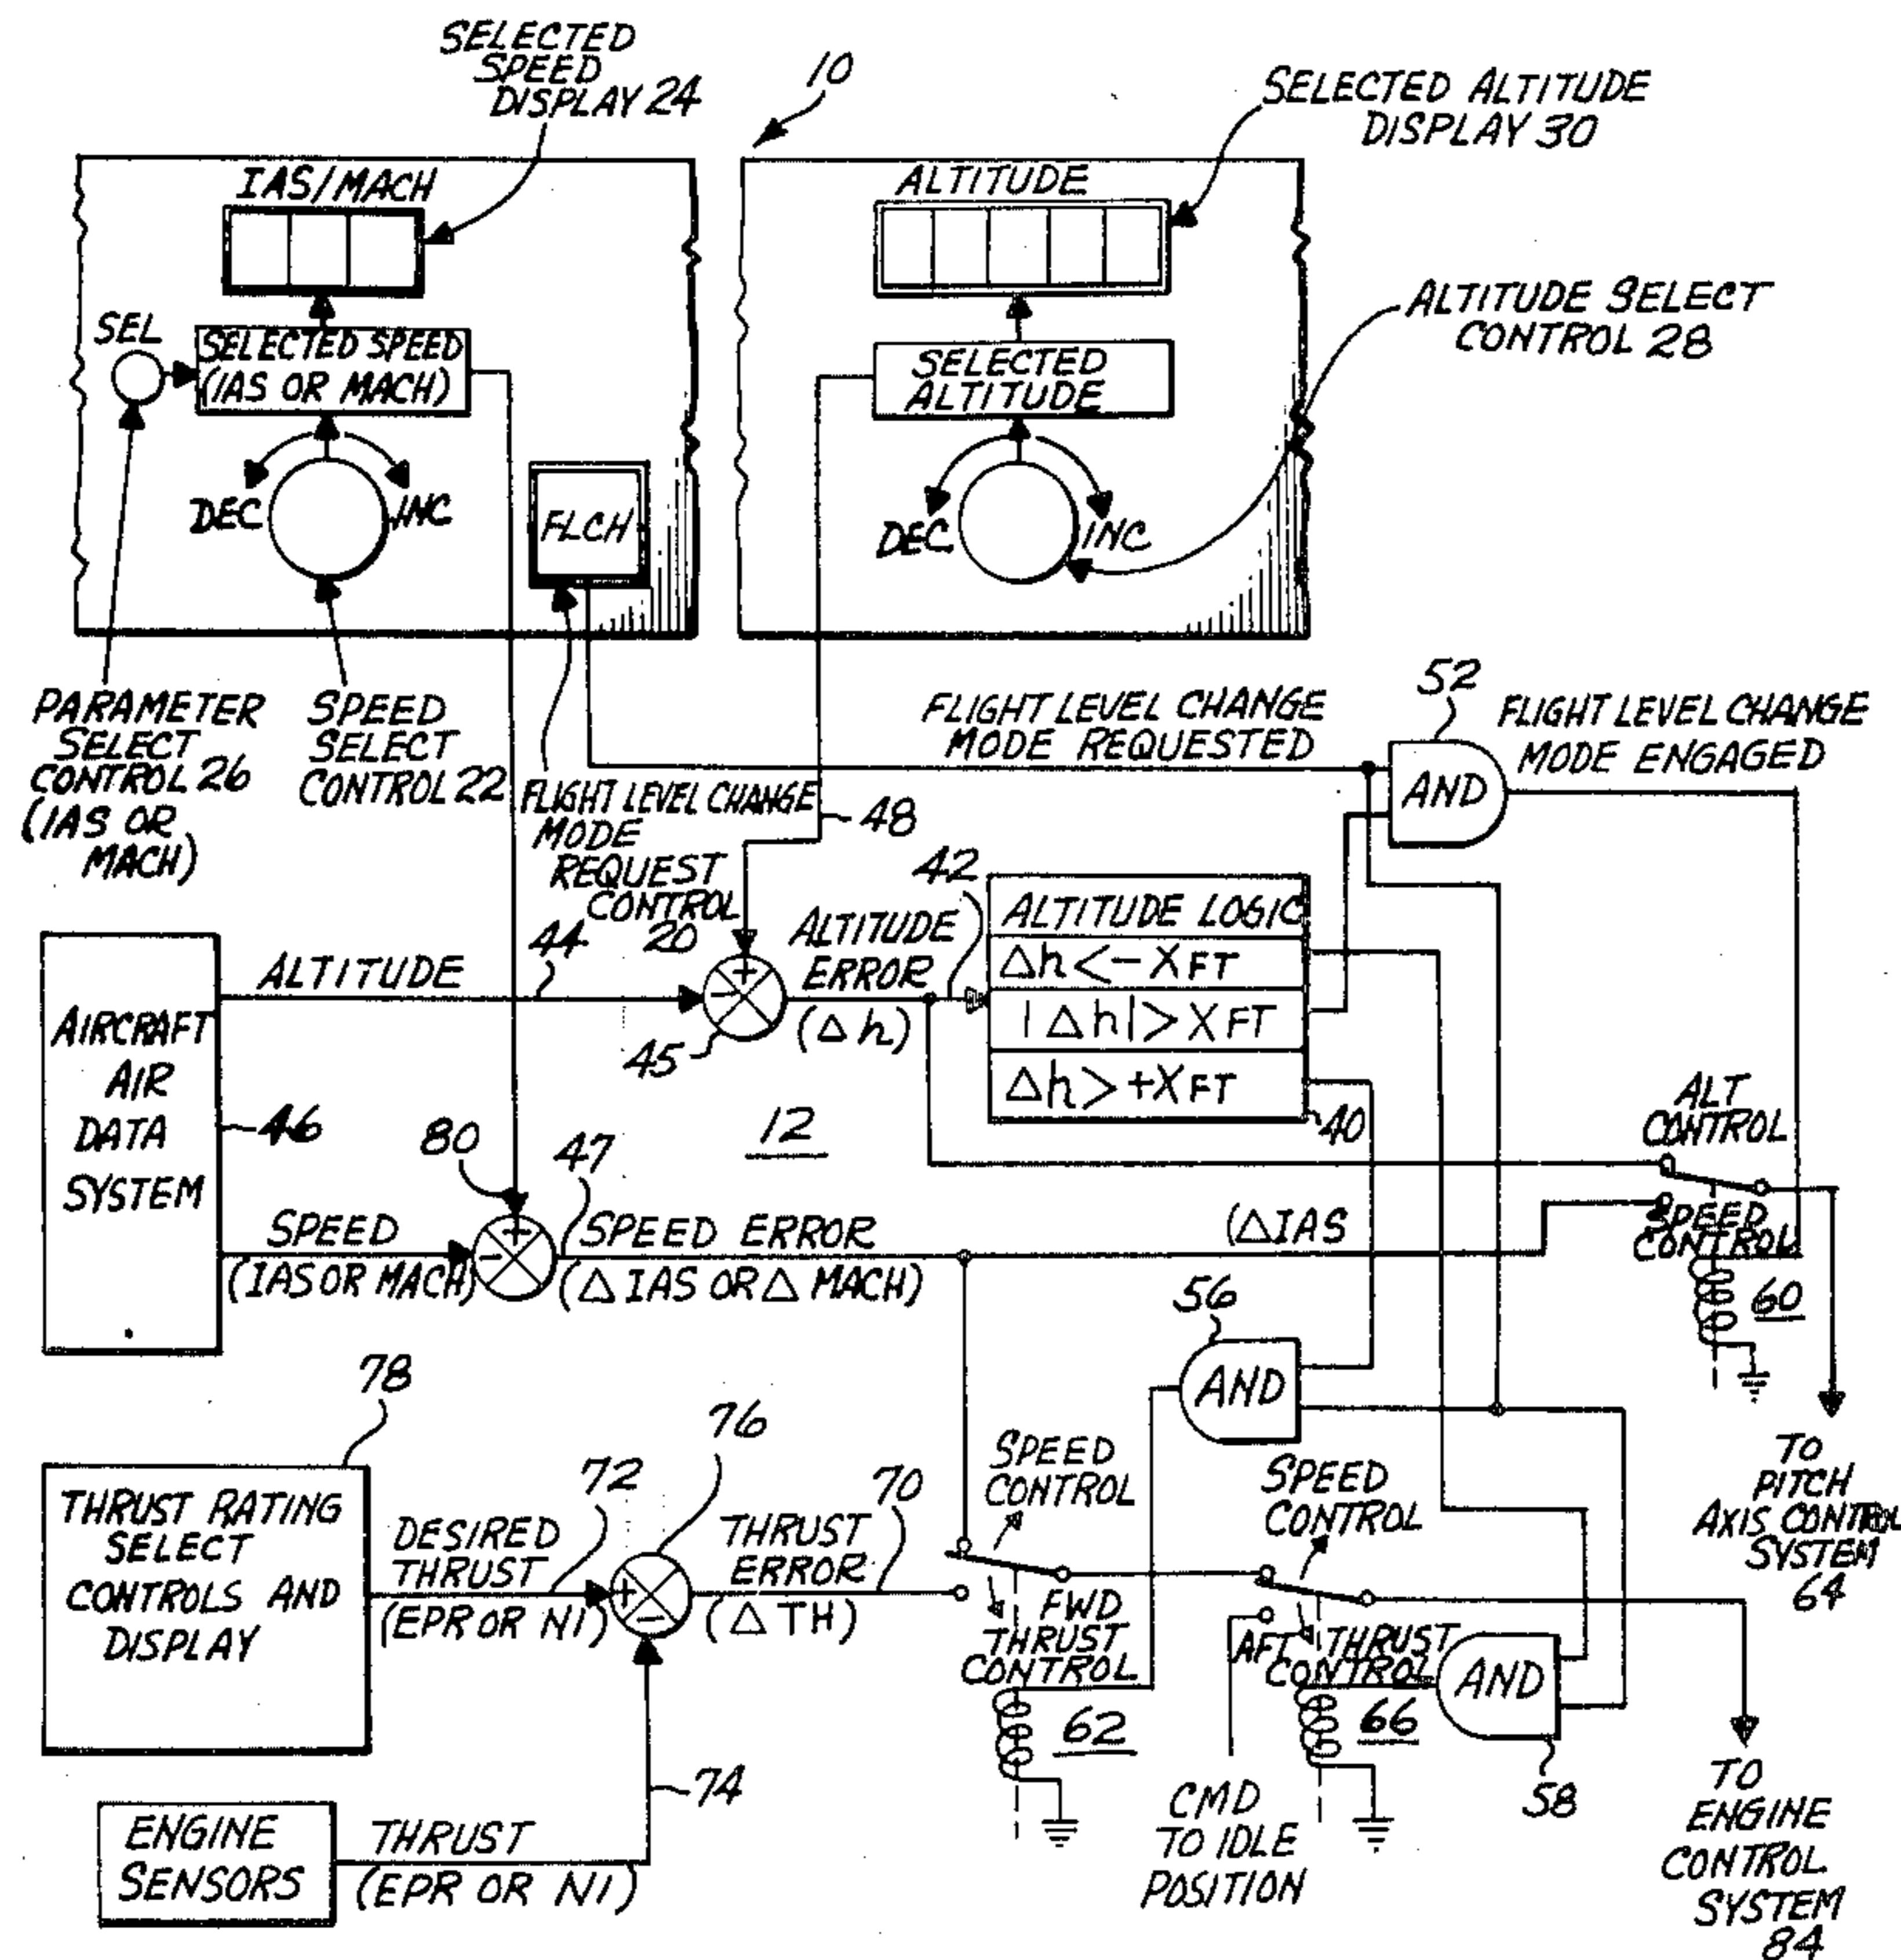 SELECTED
SPEED
DISPLAY 24
10
SELECTED ALTITUDE
DISPLAY 30
IAS/MACH
ALTITUDE
SEL
SELECTED SPEED
(IAS OR MACH)
SELECTED
ALTITUDE
ALTITUDE SELECT
CONTROL 28
DEC
INC
FLCH
DEC
INC
PARAMETER
SELECT
CONTROL 26
(IAS OR
MACH)
SPEED
SELECT
CONTROL 22
FLIGHT LEVEL CHANGE
MODE
REQUEST
CONTROL
20
FLIGHT LEVEL CHANGE
MODE REQUESTED
52
AND
FLIGHT LEVEL CHANGE
MODE ENGAGED
48
42
44
ALTITUDE
+
-
45
ALTITUDE
ERROR
(Δh)
ALTITUDE LOGIC
Δh<-XFT
|Δh|>XFT
Δh>+XFT
40
AIRCRAFT
AIR
DATA
SYSTEM
46
12
80
47
SPEED
(IAS OR MACH)
+
-
SPEED ERROR
(Δ IAS OR Δ MACH)
(ΔIAS
ALT
CONTROL
SPEED
CONTROL
60
TO
PITCH
AXIS CONTROL
SYSTEM
64
56
AND
78
THRUST RATING
SELECT
CONTROLS AND
DISPLAY
72
DESIRED
THRUST
(EPR OR N1)
76
+
-
THRUST
ERROR
(Δ TH)
70
SPEED
CONTROL
FWD
THRUST
CONTROL
62
SPEED
CONTROL
AFT THRUST
CONTROL
66
AND
58
74
ENGINE
SENSORS
THRUST
(EPR OR N1)
CMD
TO IDLE
POSITION
TO
ENGINE
CONTROL
SYSTEM
84